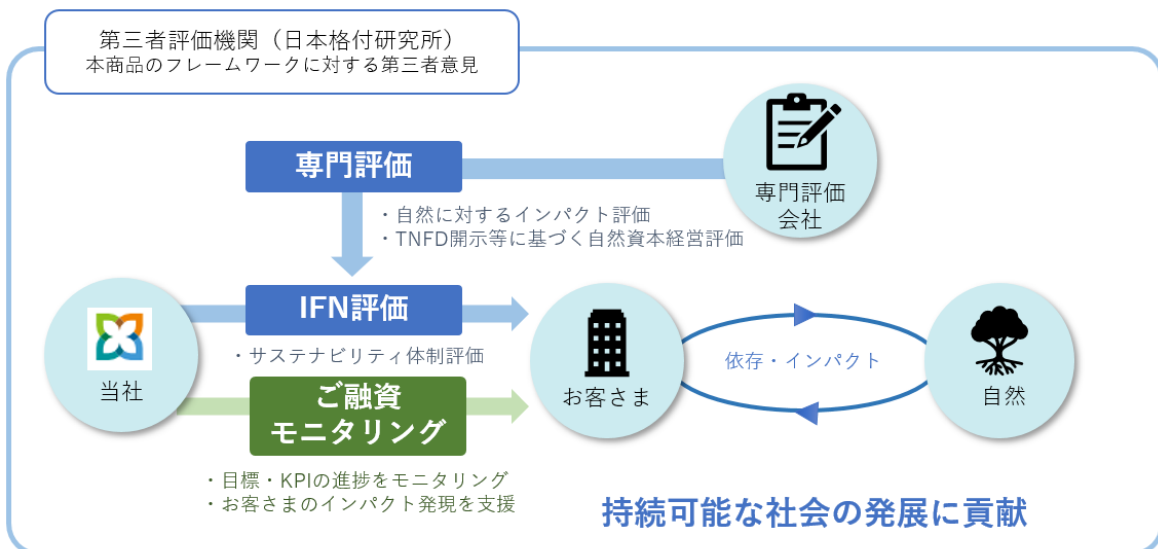 第三者評価機関（日本格付研究所）
本商品のフレームワークに対する第三者意見
専門評価
専門評価
会社
・自然に対するインパクト評価
・TNFD開示等に基づく自然資本経営評価
IFN評価
・サステナビリティ体制評価
当社
ご融資
モニタリング
お客さま
依存・インパクト
自然
・目標・KPIの進捗をモニタリング
・お客さまのインパクト発現を支援
持続可能な社会の発展に貢献